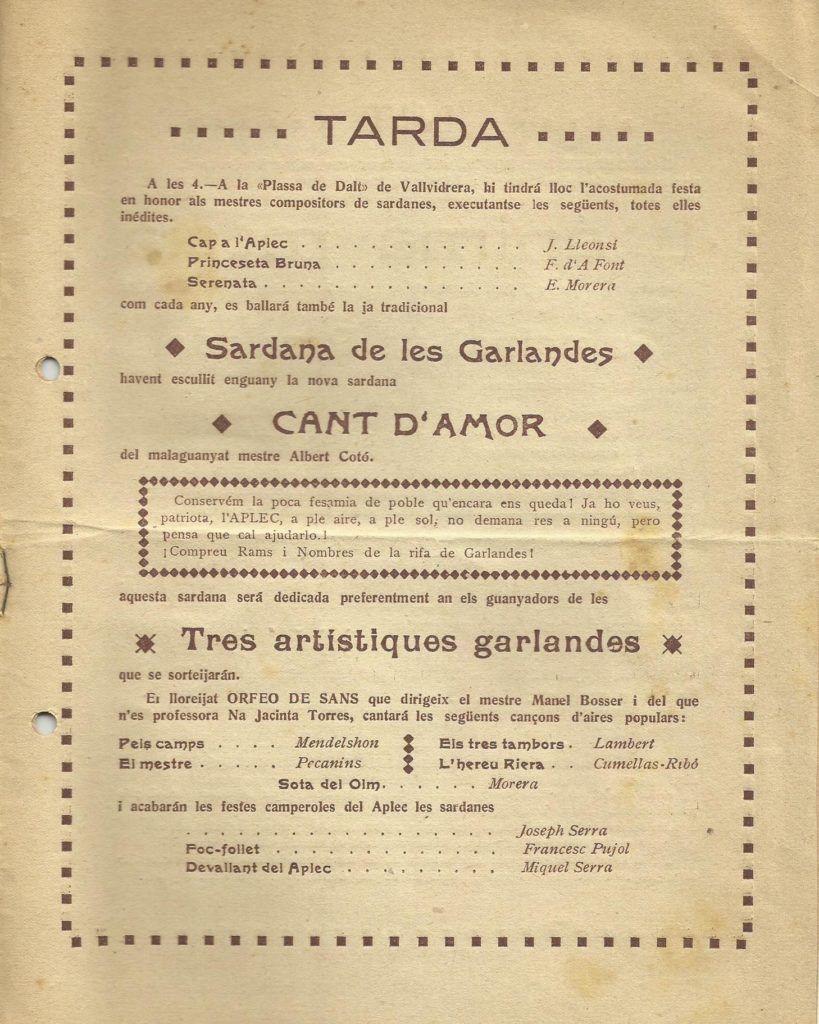 TARDA
A les 4.—A la «Plassa de Dalt» de Vallvidrera, hi tindrá lloc l'acostumada festa
en honor als mestres compositors de sardanes, executantse les següents, totes elles
inédites.
Cap a l'Aplec . . . . . . . . . . . . . J. Lleonsi
Princeseta Bruna . . . . . . . . . . . F. d'A Font
Serenata . . . . . . . . . . . . . . . E. Morera
com cada any, es ballará també la ja tradicional
Sardana de les Garlandes
havent escullit enguany la nova sardana
CANT D'AMOR
del malaguanyat mestre Albert Cotó.
Conservém la poca fesamia de poble qu'encara ens queda! Ja ho veus,
patriota, l'APLEC, a ple aire, a ple sol, no demana res a ningú, pero
pensa que cal ajudarlo.!
¡Compreu Rams i Nombres de la rifa de Garlandes!
aquesta sardana será dedicada preferentment an els guanyadors de les
Tres artístiques garlandes
que se sorteijarán.
El lloreijat ORFEO DE SANS que dirigeix el mestre Manel Bosser i del que
n'es professora Na Jacinta Torres, cantará les següents cançons d'aires populars:
Pels camps . . . . Mendelshon Els tres tambors . Lambert
El mestre . . . . . Pecanins L'hereu Riera . . Cumellas-Ribó
Sota del Olm . . . . . . Morera
i acabarán les festes camperoles del Aplec les sardanes
. . . . . . . . . . . . . . . . . . Joseph Serra
Foc-follet . . . . . . . . . . . . . Francesc Pujol
Devallant del Aplec . . . . . . . . . Miquel Serra